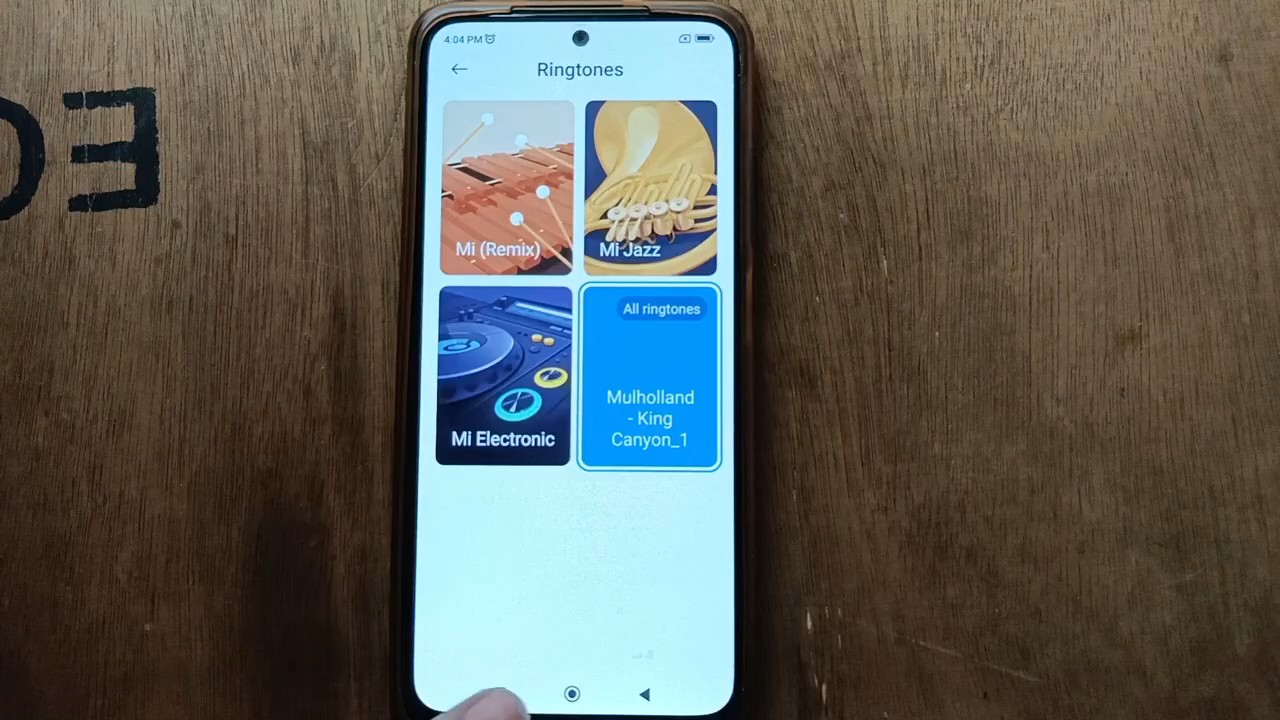 4:04 PM
Ringtones
Mi (Remix)
Mi Jazz
Mi Electronic
All ringtones
Mulholland
- King
Canyon_1